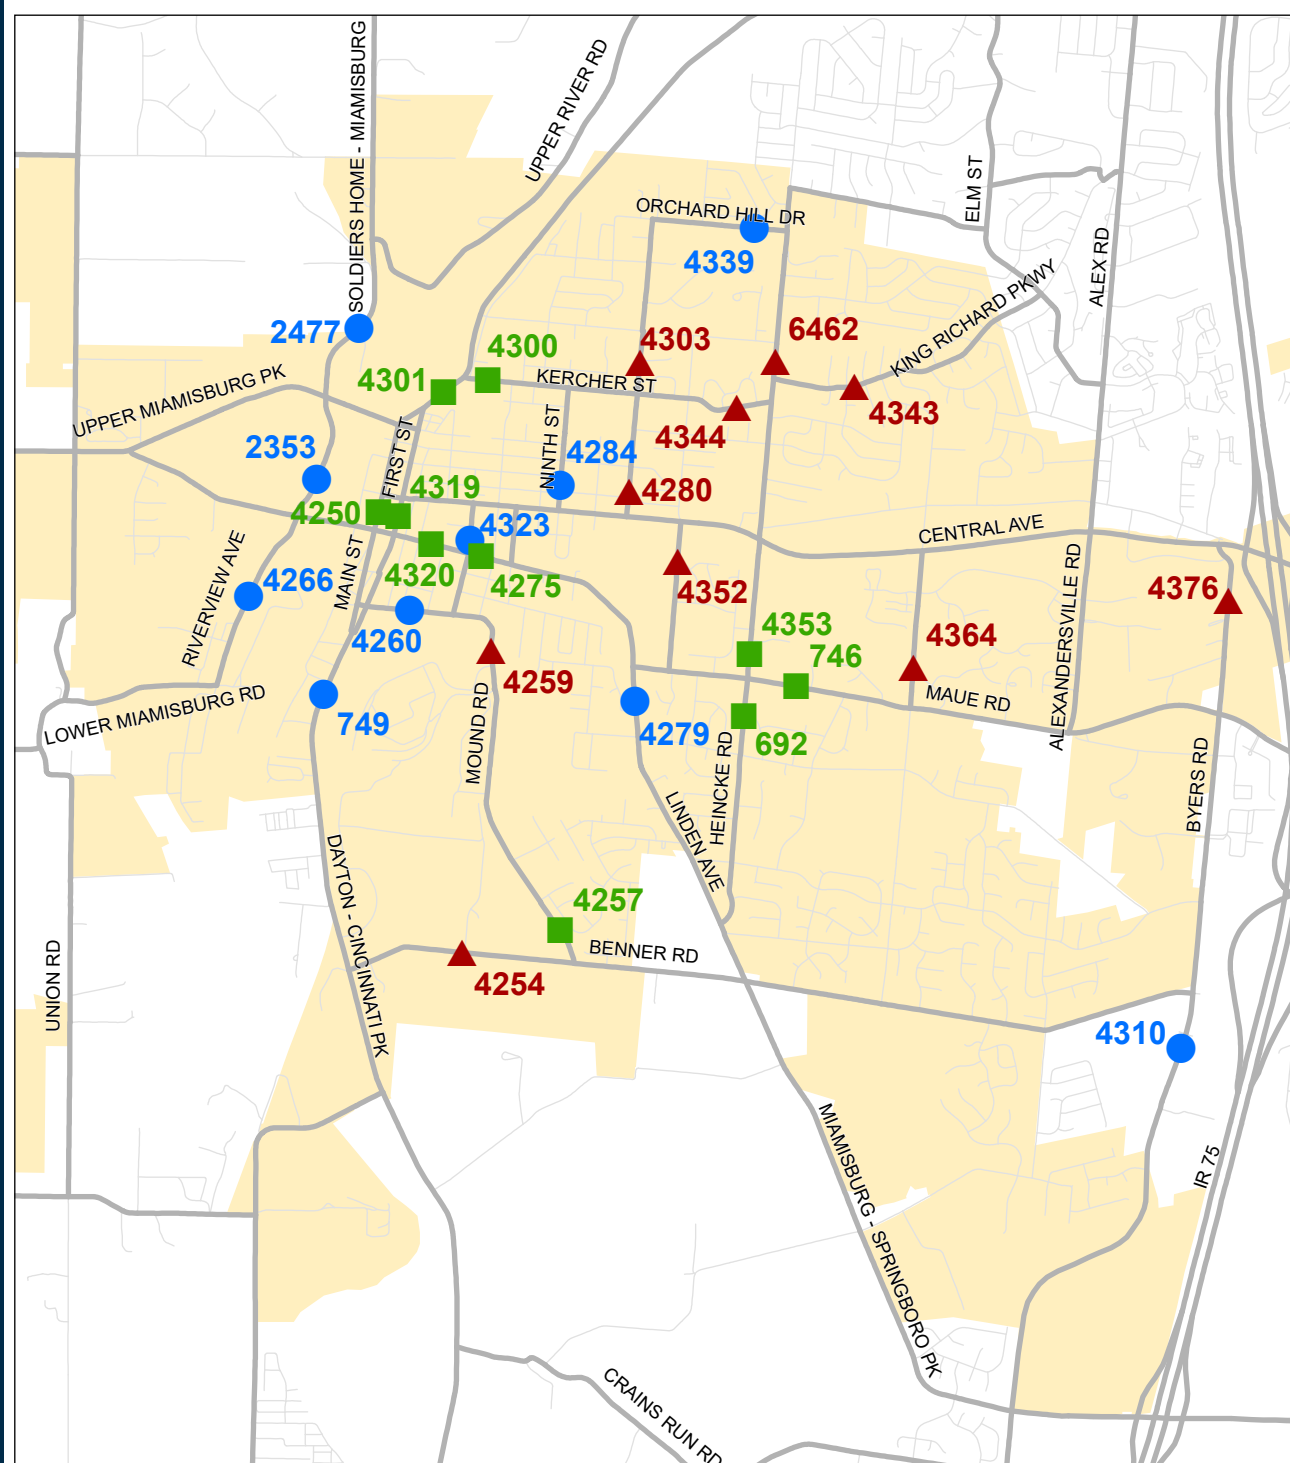 SOLDIERS HOME - MIAMISBURG
UPPER RIVER RD
ELM ST
ORCHARD HILL DR
4339
ALEX RD
KING RICHARD PKWY
2477
6462
4303
4300
4301
KERCHER ST
UPPER MIAMISBURG PK
4343
4344
FIRST ST
NINTH ST
2353
4284
4280
4319
4250
4323
CENTRAL AVE
RIVERVIEW AVE
MAIN ST
4320
4275
4266
4352
4376
ALEXANDERSVILLE RD
4260
4353
4364
746
4259
MAUE RD
LOWER MIAMISBURG RD
749
MOUND RD
4279
692
HEINCKE RD
BYERS RD
LINDEN AVE
DAYTON - CINCINNATI PK
4257
BENNER RD
UNION RD
4254
4310
MIAMISBURG - SPRINGBORO PK
IR 75
CRAINS RUN RD